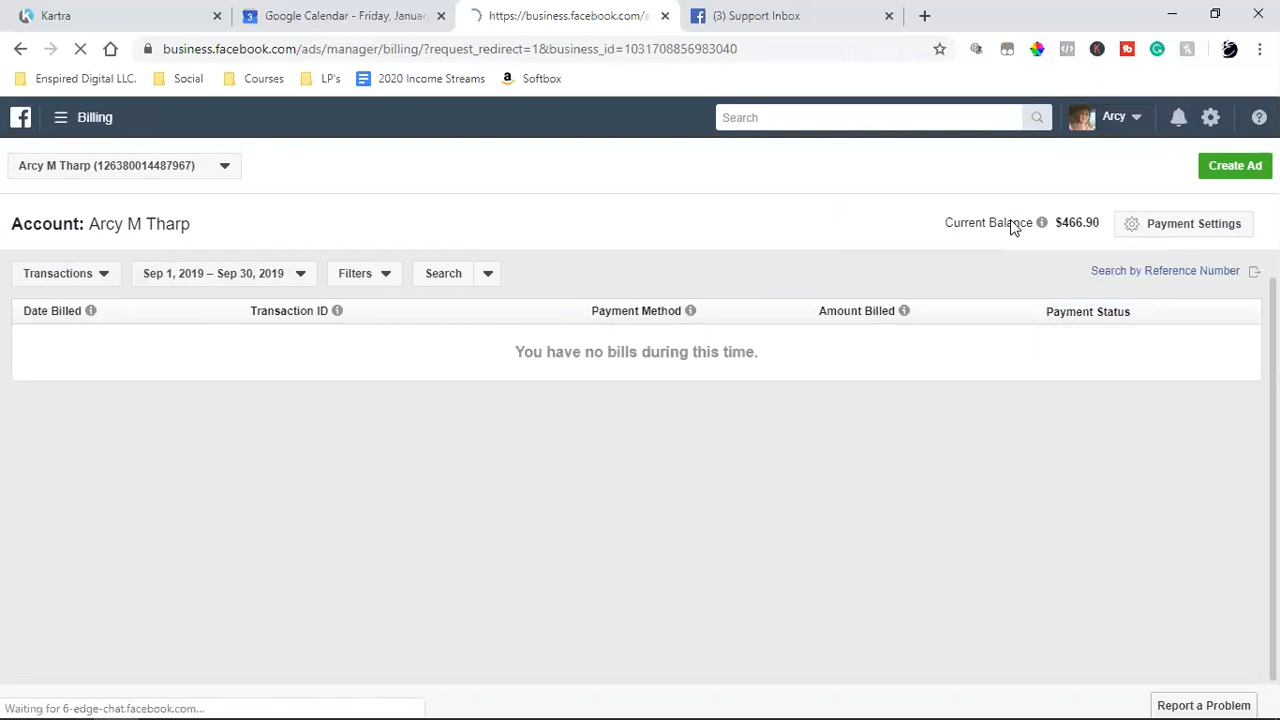 Kartra
Google Calendar - Friday, Januar
https://business.facebook.com/a
(3) Support Inbox
business.facebook.com/ads/manager/billing/?request_redirect=1&business_id=1031708856983040
Enspired Digital LLC.
Social
Courses
LP's
2020 Income Streams
Softbox
Billing
Search
Arcy
Arcy M Tharp (126380014487967)
Create Ad
Account: Arcy M Tharp
Current Balance $466.90
Payment Settings
Transactions
Sep 1, 2019 – Sep 30, 2019
Filters
Search
Search by Reference Number
Date Billed
Transaction ID
Payment Method
Amount Billed
Payment Status
You have no bills during this time.
Waiting for 6-edge-chat.facebook.com...
Report a Problem